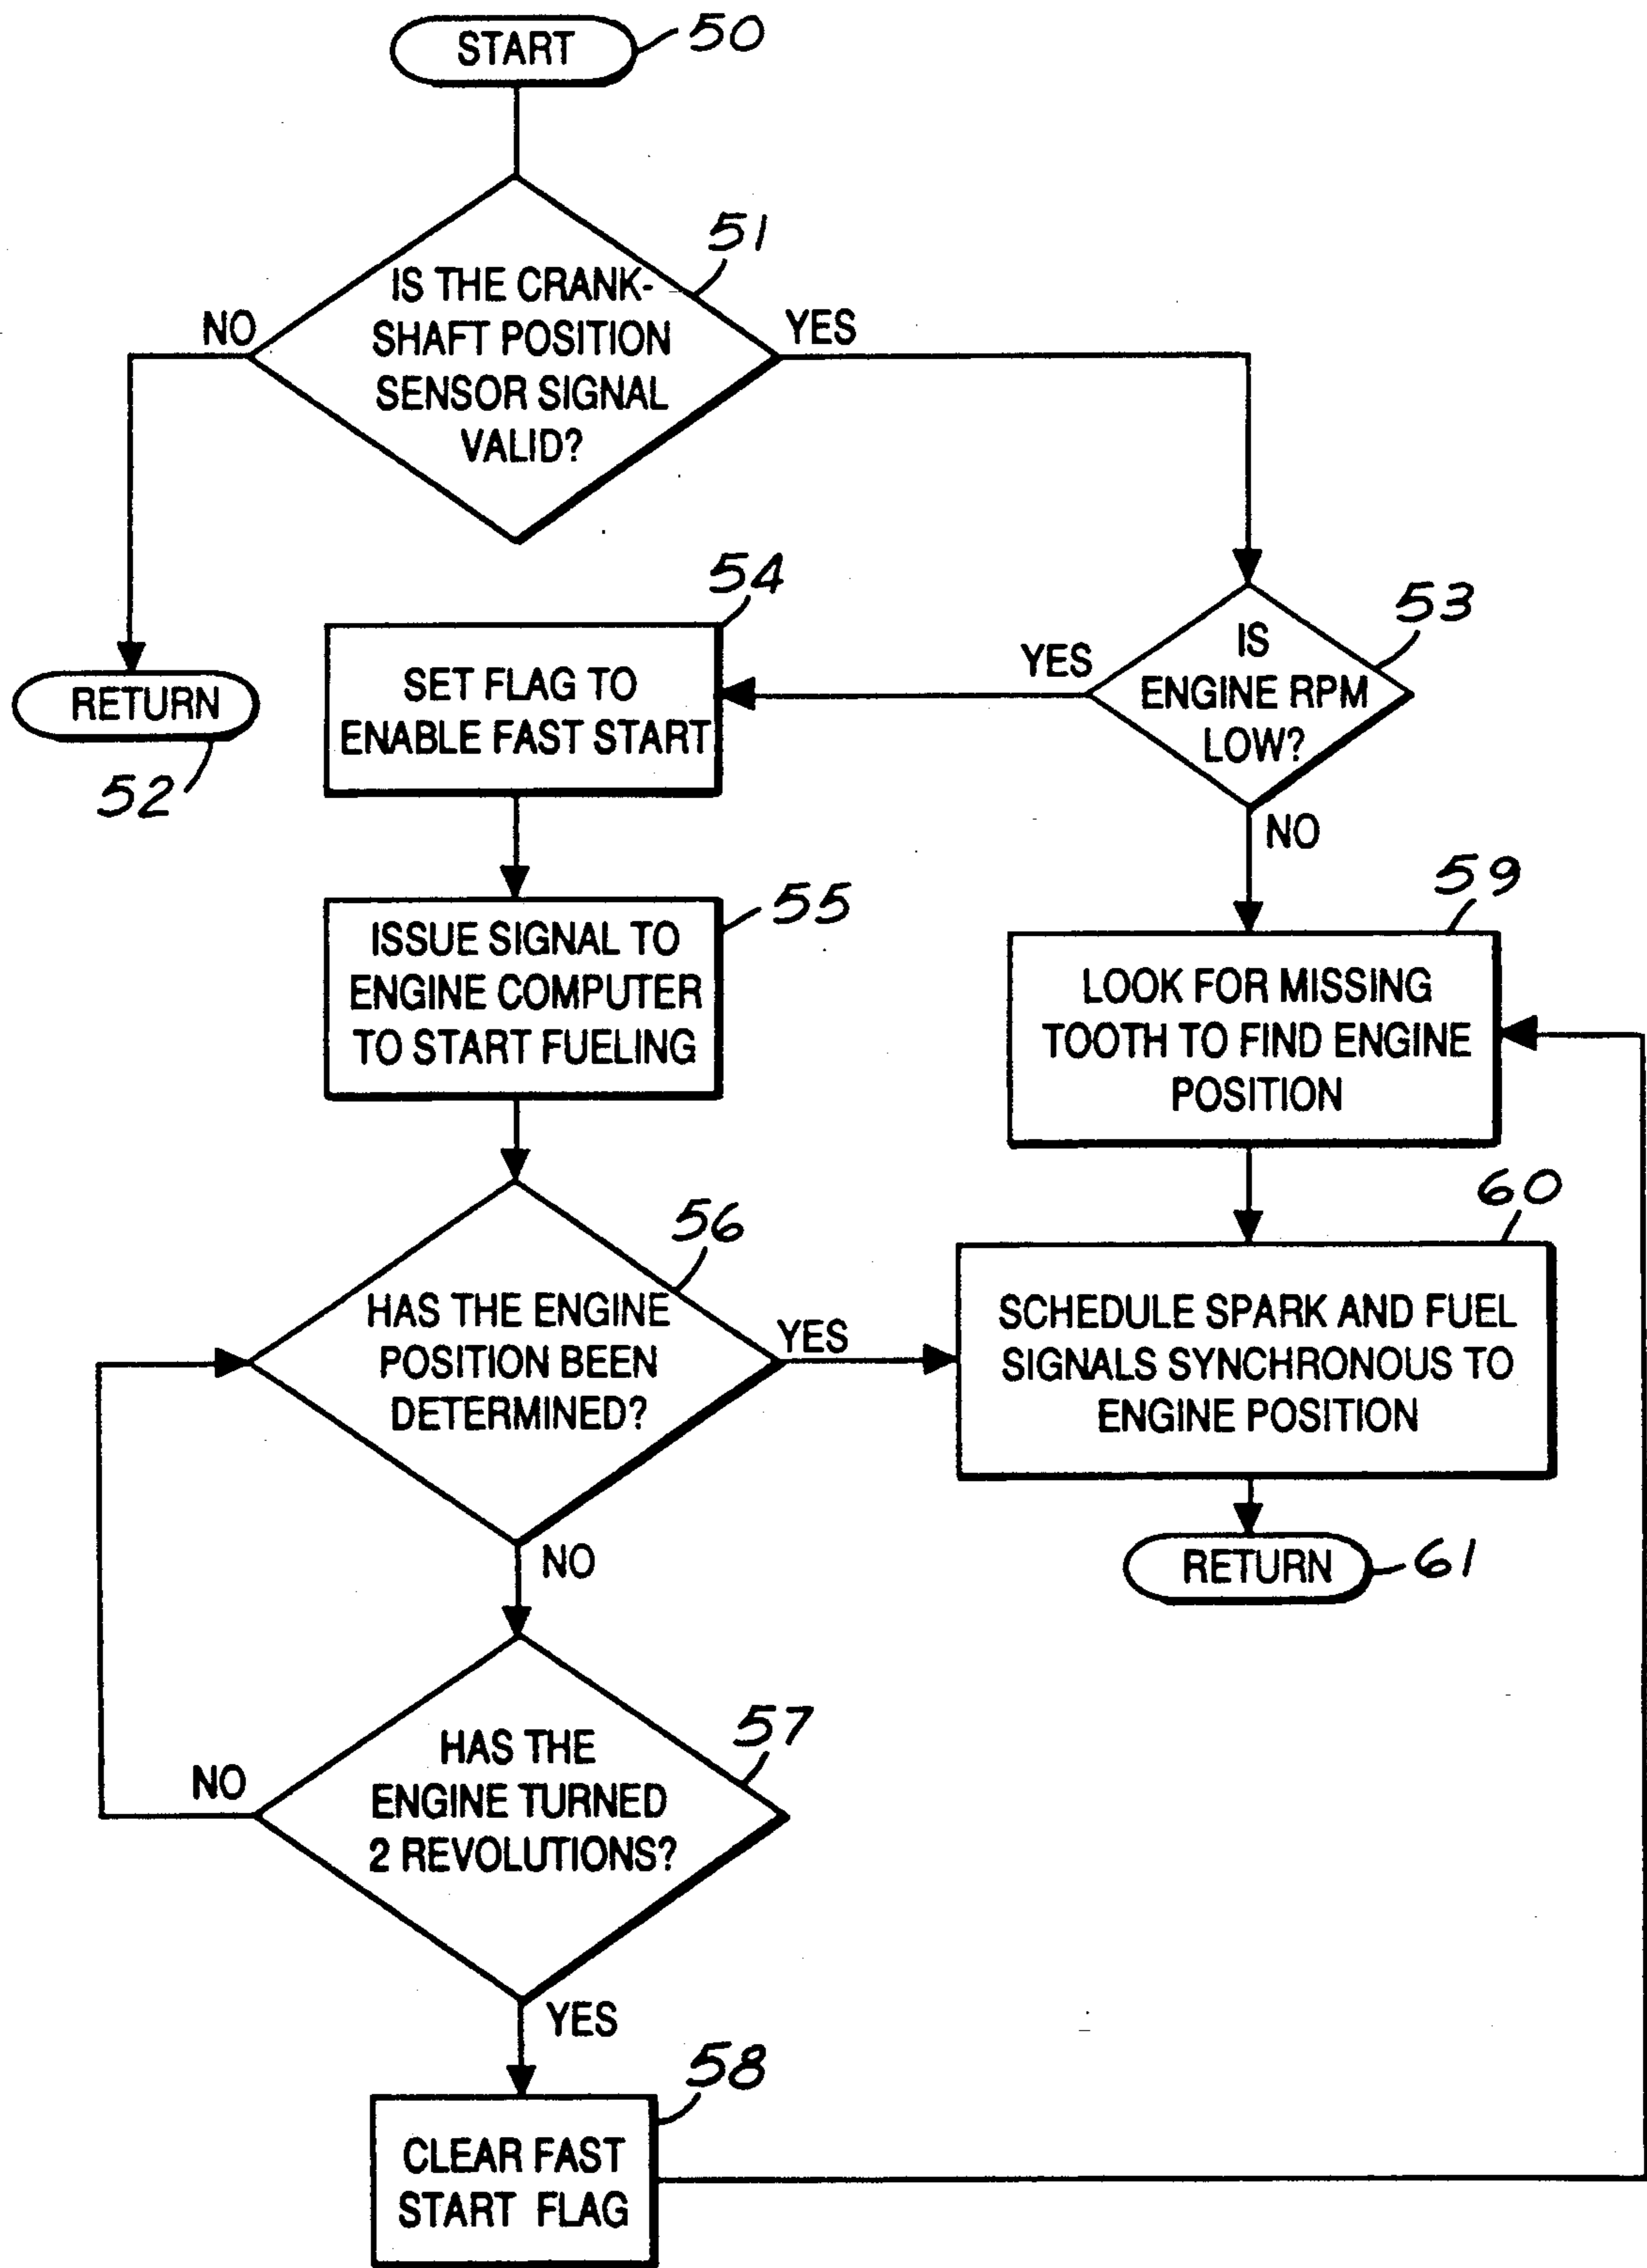 START
50
IS THE CRANK-
SHAFT POSITION
SENSOR SIGNAL
VALID?
51
NO
YES
RETURN
52
IS
ENGINE RPM
LOW?
53
YES
NO
SET FLAG TO
ENABLE FAST START
54
ISSUE SIGNAL TO
ENGINE COMPUTER
TO START FUELING
55
LOOK FOR MISSING
TOOTH TO FIND ENGINE
POSITION
59
HAS THE ENGINE
POSITION BEEN
DETERMINED?
56
YES
NO
SCHEDULE SPARK AND FUEL
SIGNALS SYNCHRONOUS TO
ENGINE POSITION
60
RETURN
61
HAS THE
ENGINE TURNED
2 REVOLUTIONS?
57
NO
YES
CLEAR FAST
START FLAG
58